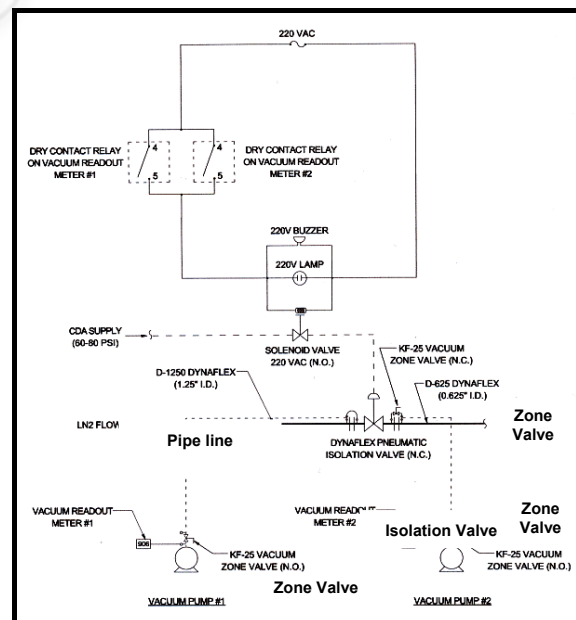 220 VAC
DRY CONTACT RELAY
ON VACUUM READOUT
METER #1
4
5
4
5
DRY CONTACT RELAY
ON VACUUM READOUT
METER #2
220V BUZZER
220V LAMP
CDA SUPPLY
(60-80 PSI)
SOLENOID VALVE
220 VAC (N.O.)
KF-25 VACUUM
ZONE VALVE (N.C.)
D-1250 DYNAFLEX
(1.25" I.D.)
D-625 DYNAFLEX
(0.625" I.D.)
LN2 FLOW
Pipe line
DYNAFLEX PNEUMATIC
ISOLATION VALVE (N.C.)
Zone
Valve
VACUUM READOUT
METER #1
906
KF-25 VACUUM
ZONE VALVE (N.O.)
Zone Valve
VACUUM PUMP #1
VACUUM READOUT
METER #2
Isolation Valve
Zone
Valve
KF-25 VACUUM
ZONE VALVE (N.O.)
VACUUM PUMP #2